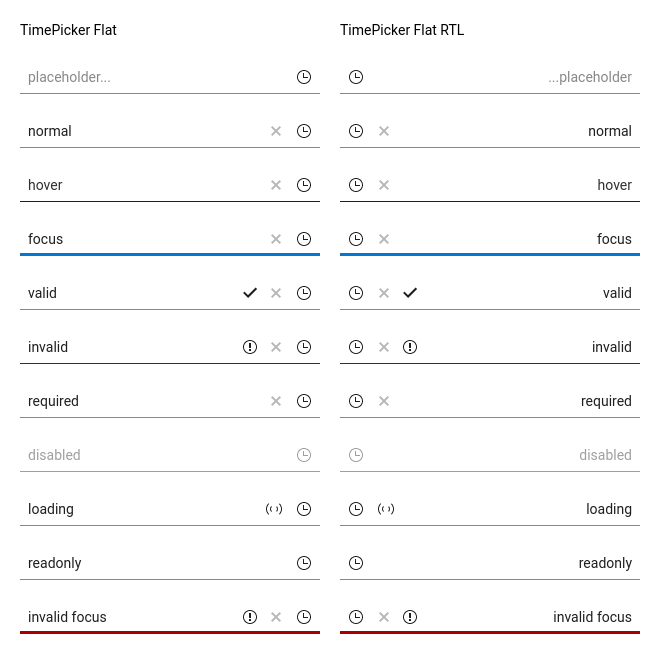 TimePicker Flat
placeholder...
normal
hover
focus
valid
invalid
required
disabled
loading
readonly
invalid focus
TimePicker Flat RTL
...placeholder
normal
hover
focus
valid
invalid
required
disabled
loading
readonly
invalid focus